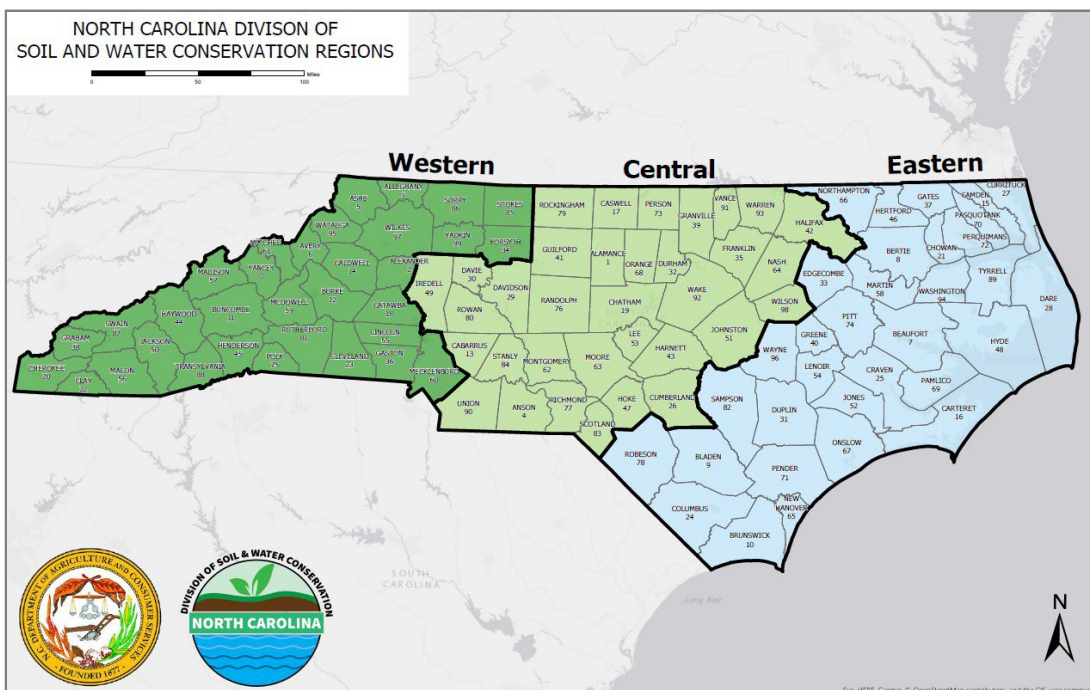 NORTH CAROLINA DIVISON OF
SOIL AND WATER CONSERVATION REGIONS
Miles
0 50 100
Western
Central
Eastern
ALLEGHANY
ASHE
5
SURRY
86
STOKES
85
WATAUGA
95
WILKES
97
YADKIN
99
FORSYTH
34
MITCHELL
61
AVERY
6
CALDWELL
14
ALEXANDER
2
MADISON
57
YANCEY
BURKE
12
MCDOWELL
59
CATAWBA
18
BUNCOMBE
11
HAYWOOD
44
SWAIN
87
GRAHAM
38
JACKSON
50
HENDERSON
45
RUTHERFORD
81
LINCOLN
55
GASTON
36
CLEVELAND
23
POLK
75
CHEROKEE
20
MACON
56
CLAY
22
TRANSYLVANIA
88
MECKLENBURG
60
ROCKINGHAM
79
CASWELL
17
PERSON
73
VANCE
91
WARREN
93
GRANVILLE
39
HALIFAX
42
GUILFORD
41
ALAMANCE
1
ORANGE
68
DURHAM
32
FRANKLIN
35
NASH
64
IREDELL
49
DAVIE
30
DAVIDSON
29
RANDOLPH
76
CHATHAM
19
WAKE
92
WILSON
98
ROWAN
80
LEE
53
JOHNSTON
51
CABARRUS
13
STANLY
84
MONTGOMERY
62
MOORE
63
HARNETT
43
UNION
90
ANSON
4
RICHMOND
77
HOKE
47
CUMBERLAND
26
SCOTLAND
83
NORTHAMPTON
66
GATES
37
CAMDEN
15
CURRITUCK
27
HERTFORD
46
PASQUOTANK
70
PERQUIMANS
72
CHOWAN
21
BERTIE
8
EDGECOMBE
33
MARTIN
58
WASHINGTON
94
TYRRELL
89
DARE
28
PITT
74
BEAUFORT
7
HYDE
48
GREENE
40
WAYNE
96
LENOIR
54
CRAVEN
25
PAMLICO
69
JONES
52
CARTERET
16
SAMPSON
82
DUPLIN
31
ONSLOW
67
ROBESON
78
BLADEN
9
PENDER
71
NEW
HANOVER
65
COLUMBUS
24
BRUNSWICK
10
SOUTH
CAROLINA
Long Bay
N.C. DEPARTMENT OF AGRICULTURE AND CONSUMER SERVICES
FOUNDED 1877
DIVISION OF SOIL & WATER CONSERVATION
NORTH CAROLINA
N